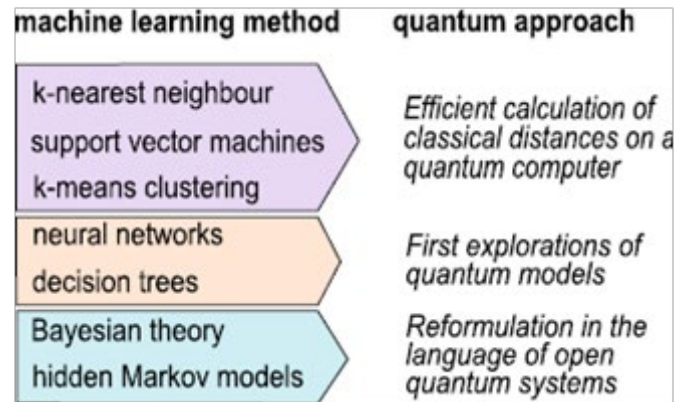 machine learning method
quantum approach
k-nearest neighbour
support vector machines
k-means clustering
Efficient calculation of
classical distances on a
quantum computer
neural networks
decision trees
First explorations of
quantum models
Bayesian theory
hidden Markov models
Reformulation in the
language of open
quantum systems